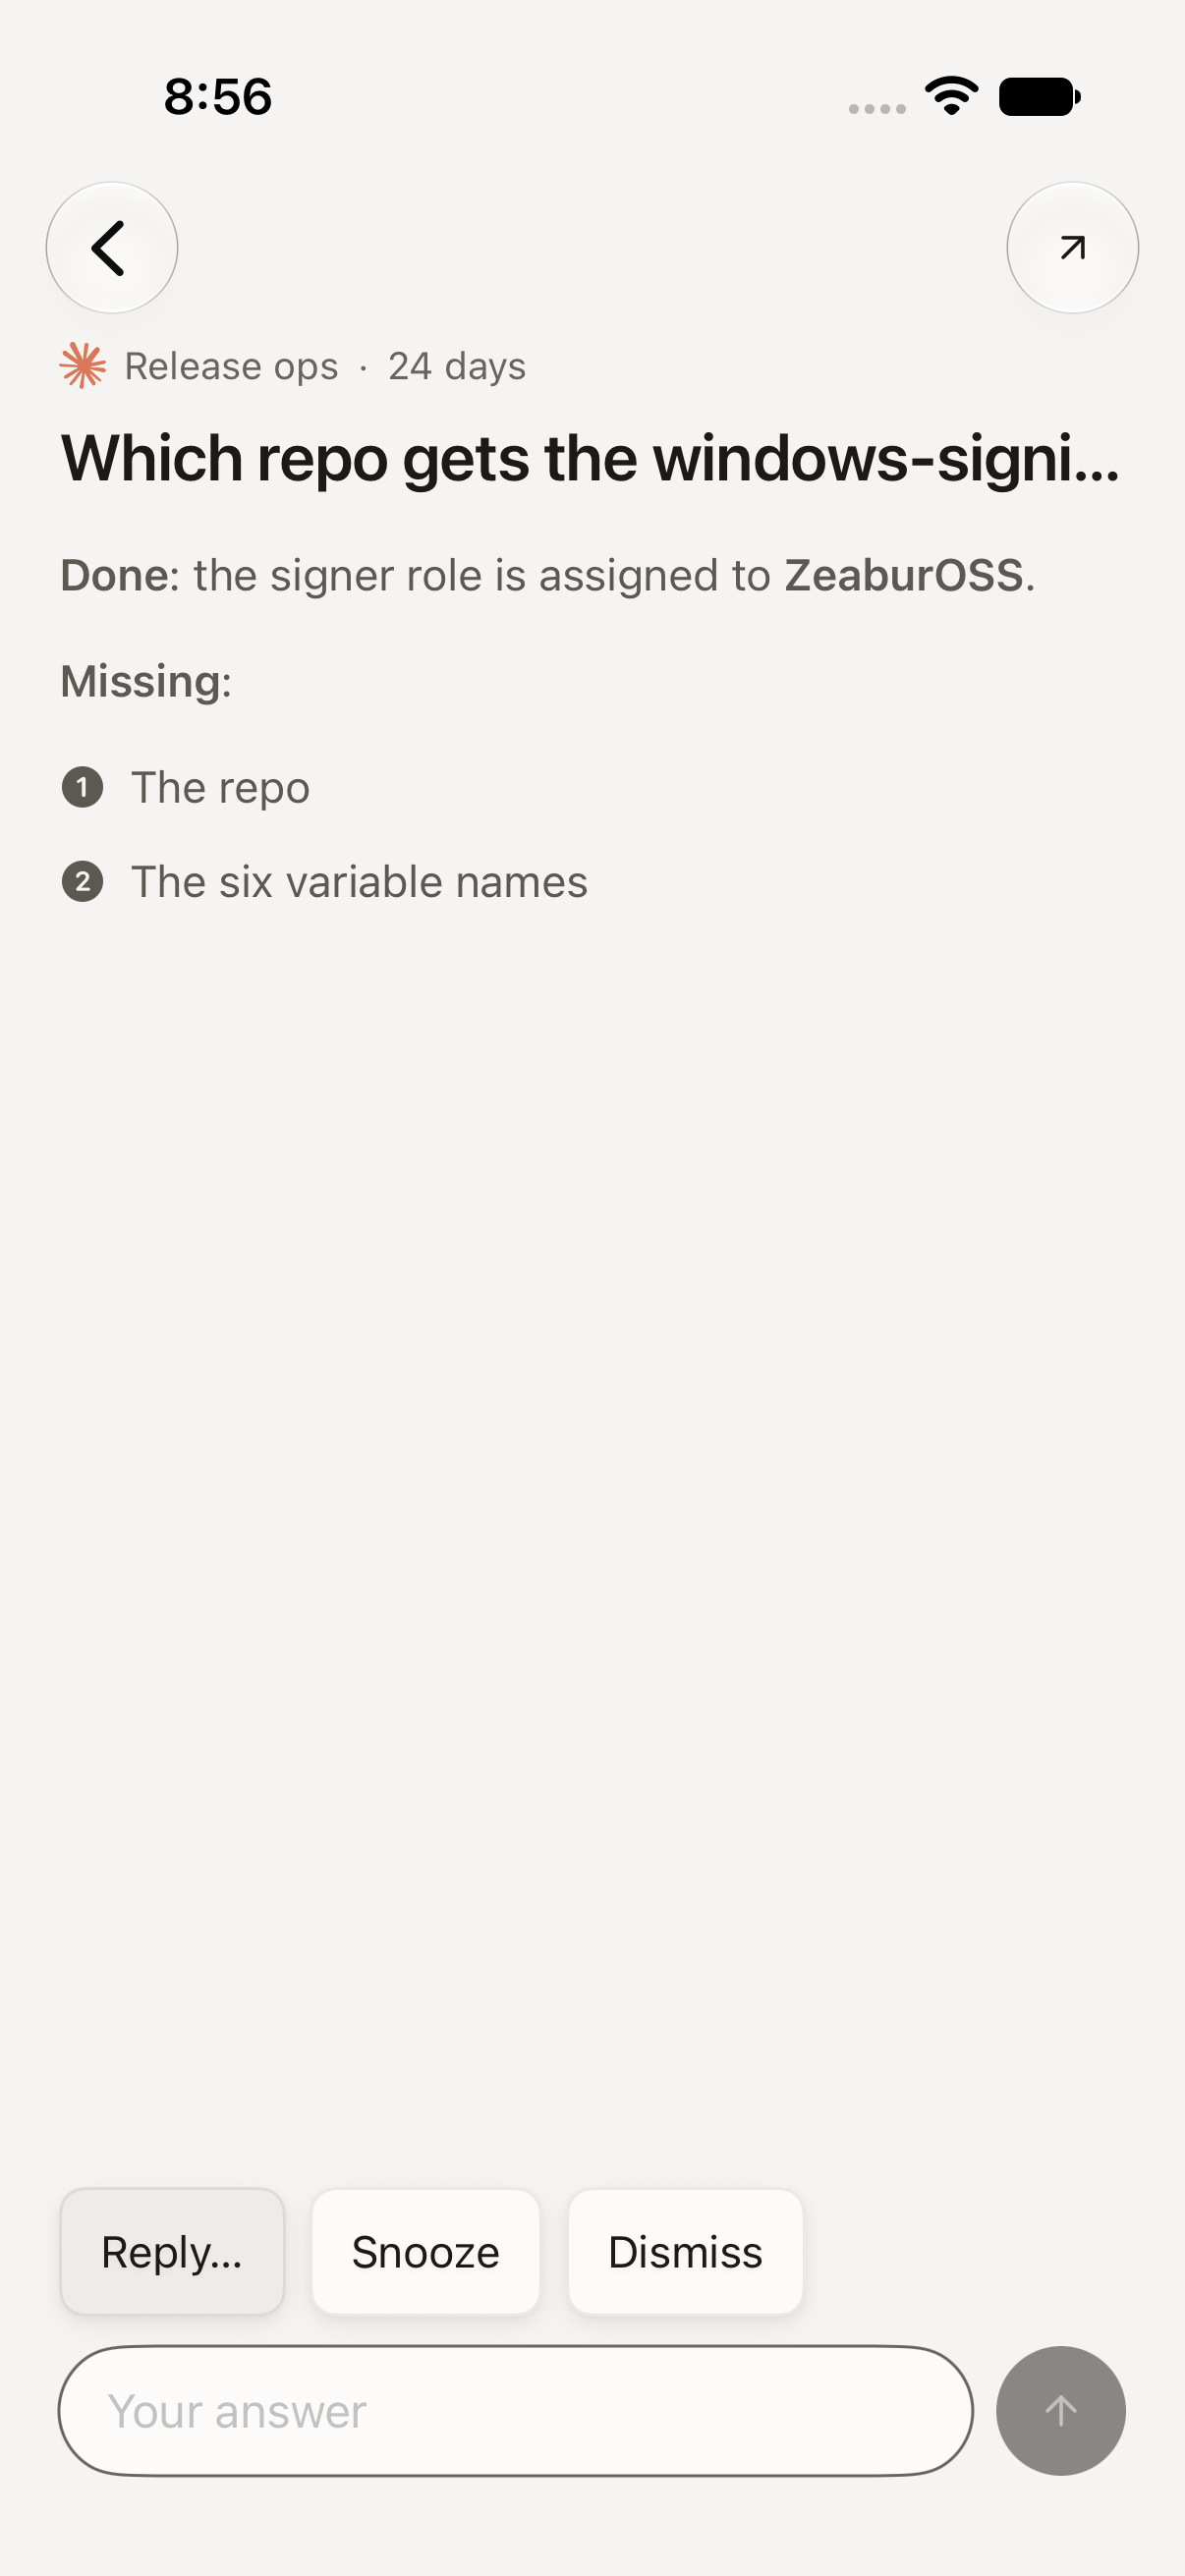 8:56
Release ops · 24 days
Which repo gets the windows-signi...
Done: the signer role is assigned to ZeaburOSS.
Missing:
1 The repo
2 The six variable names
Reply...
Snooze
Dismiss
Your answer